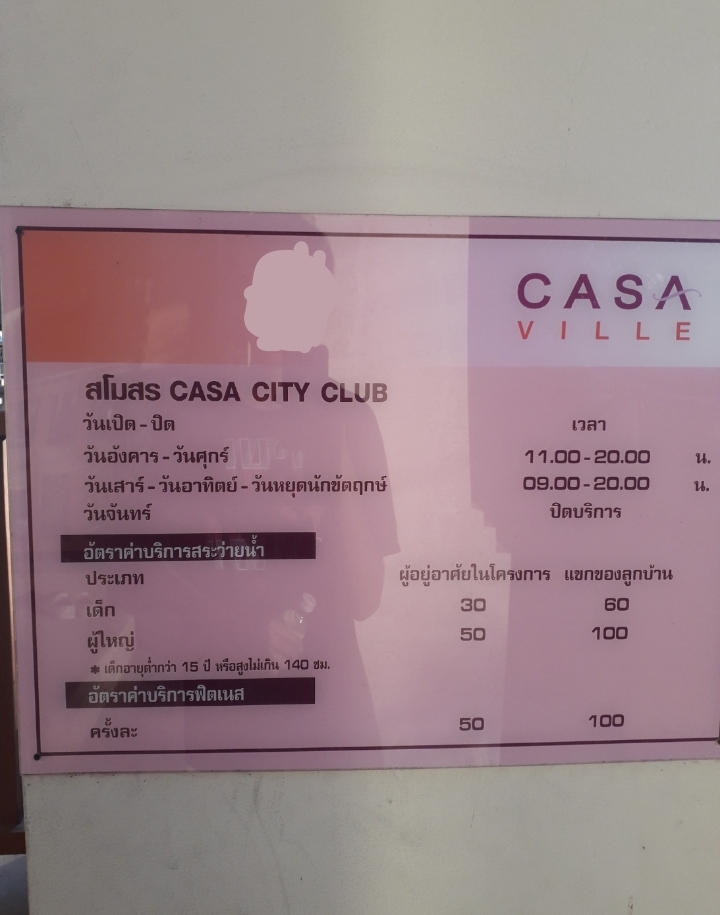 CASA
VILLE
สโมสร CASA CITY CLUB
วันเปิด - ปิด เวลา
วันอังคาร - วันศุกร์ 11.00 - 20.00 น.
วันเสาร์ - วันอาทิตย์ - วันหยุดนักขัตฤกษ์ 09.00 - 20.00 น.
วันจันทร์ ปิดบริการ
อัตราค่าบริการสระว่ายน้ำ
ประเภท ผู้อยู่อาศัยในโครงการ แขกของลูกบ้าน
เด็ก 30 60
ผู้ใหญ่ 50 100
* เด็กอายุต่ำกว่า 15 ปี หรือสูงไม่เกิน 140 ซม.
อัตราค่าบริการฟิตเนส
ครั้งละ 50 100